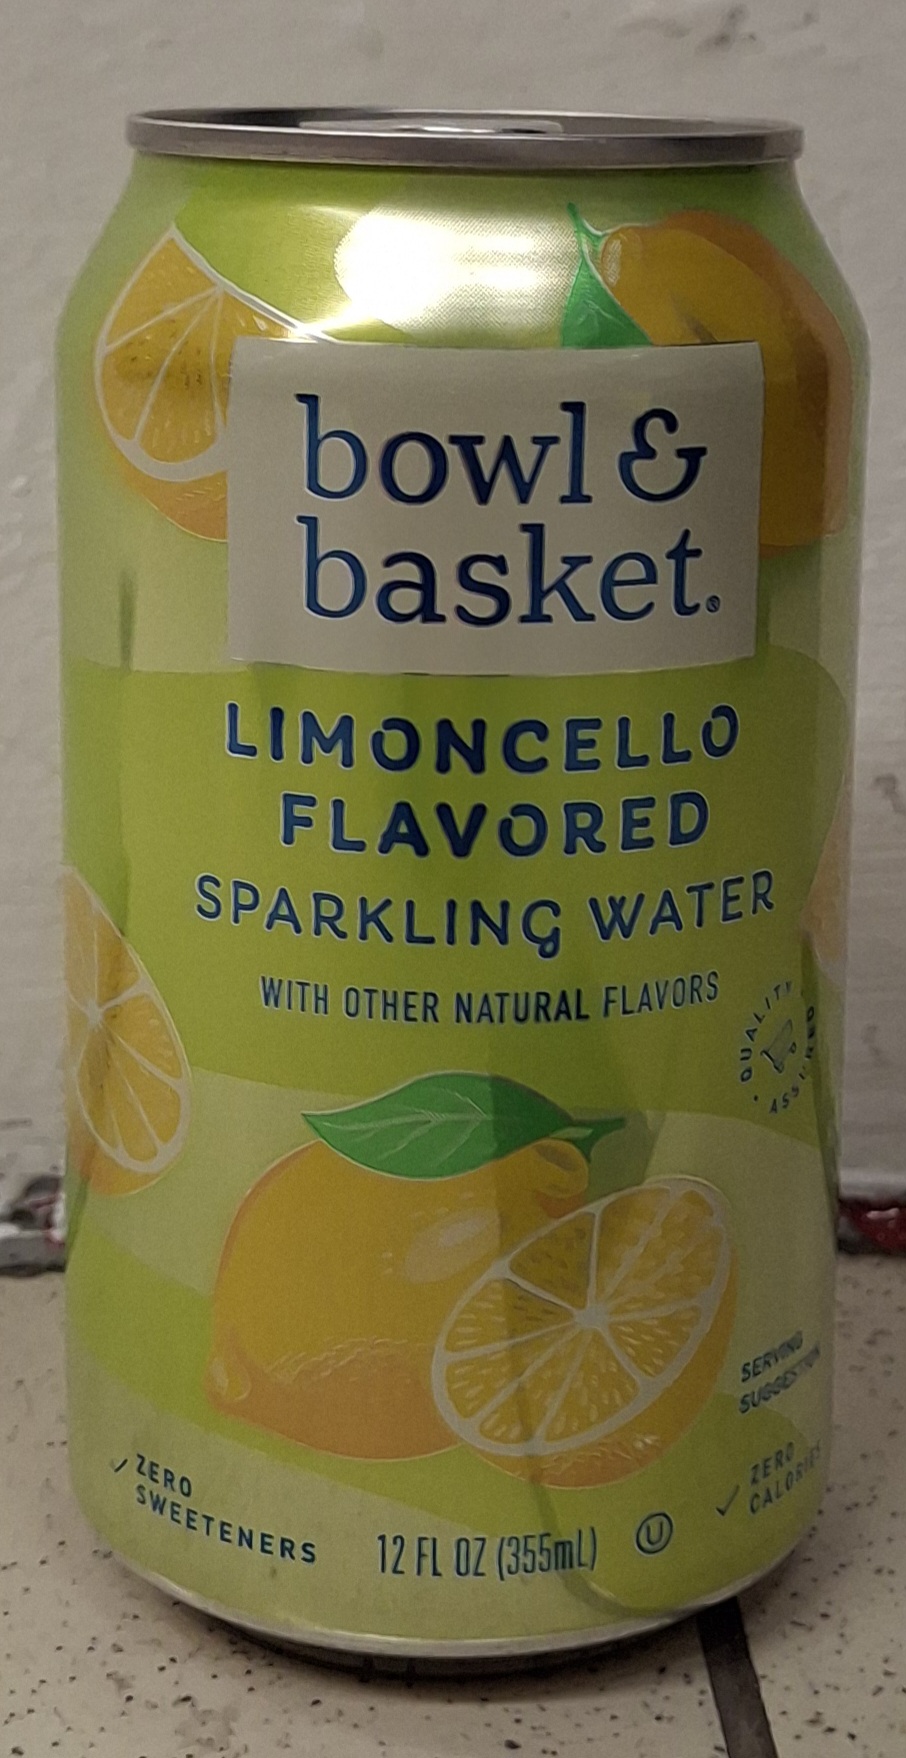 bowl &
basket.®
LIMONCELLO
FLAVORED
SPARKLING WATER
WITH OTHER NATURAL FLAVORS
QUALITY
ASSURED
SERVING
SUGGESTION
✓ ZERO
SWEETENERS
12 FL OZ (355mL)
U
✓ ZERO
CALORIES